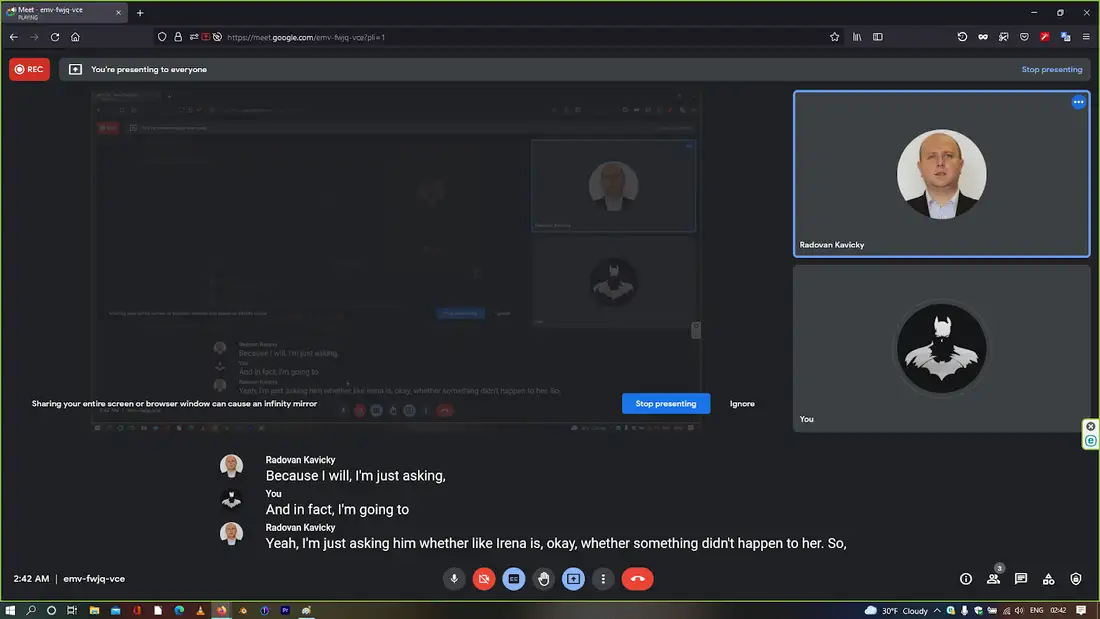 Meet - emv-fwjq-vce
PLAYING
https://meet.google.com/emv-fwjq-vce?pli=1
REC
You're presenting to everyone
Stop presenting
Radovan Kavicky
You
Radovan Kavicky
Because I will, I'm just asking,
You
And in fact, I'm going to
Radovan Kavicky
Yeah, I'm just asking him whether like Irena is, okay, whether something didn't happen to her. So,
Sharing your entire screen or browser window can cause an infinity mirror
Stop presenting
Ignore
Radovan Kavicky
Because I will, I'm just asking,
You
And in fact, I'm going to
Radovan Kavicky
Yeah, I'm just asking him whether like Irena is, okay, whether something didn't happen to her. So,
2:42 AM | emv-fwjq-vce
CC
3
30°F Cloudy
ENG
02:42